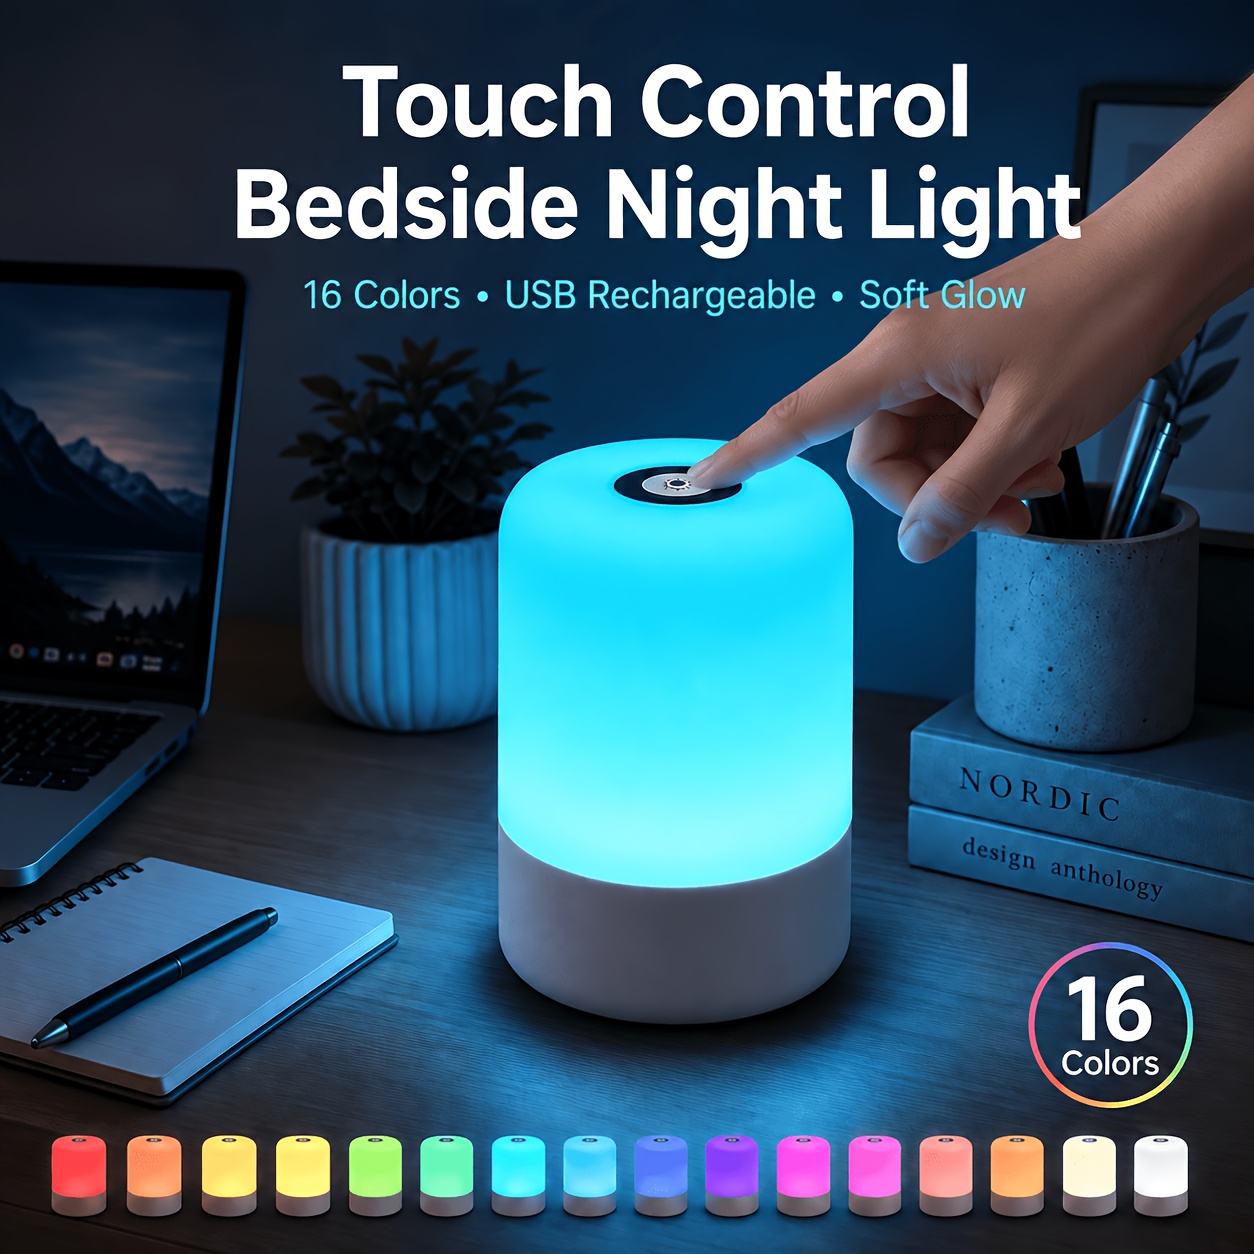 Touch Control
Bedside Night Light
16 Colors • USB Rechargeable • Soft Glow
NORDIC
design anthology
16
Colors